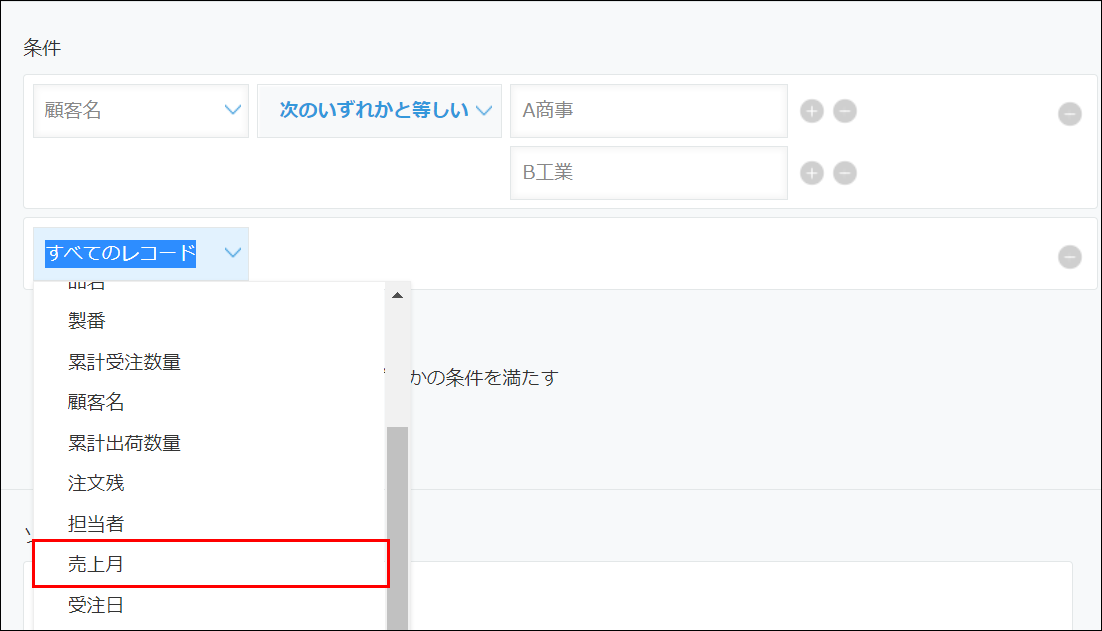 条件
顧客名 次のいずれかと等しい A商事
B工業
すべてのレコード
品名
製番
累計受注数量
かの条件を満たす
顧客名
累計出荷数量
注文残
担当者
売上月
受注日